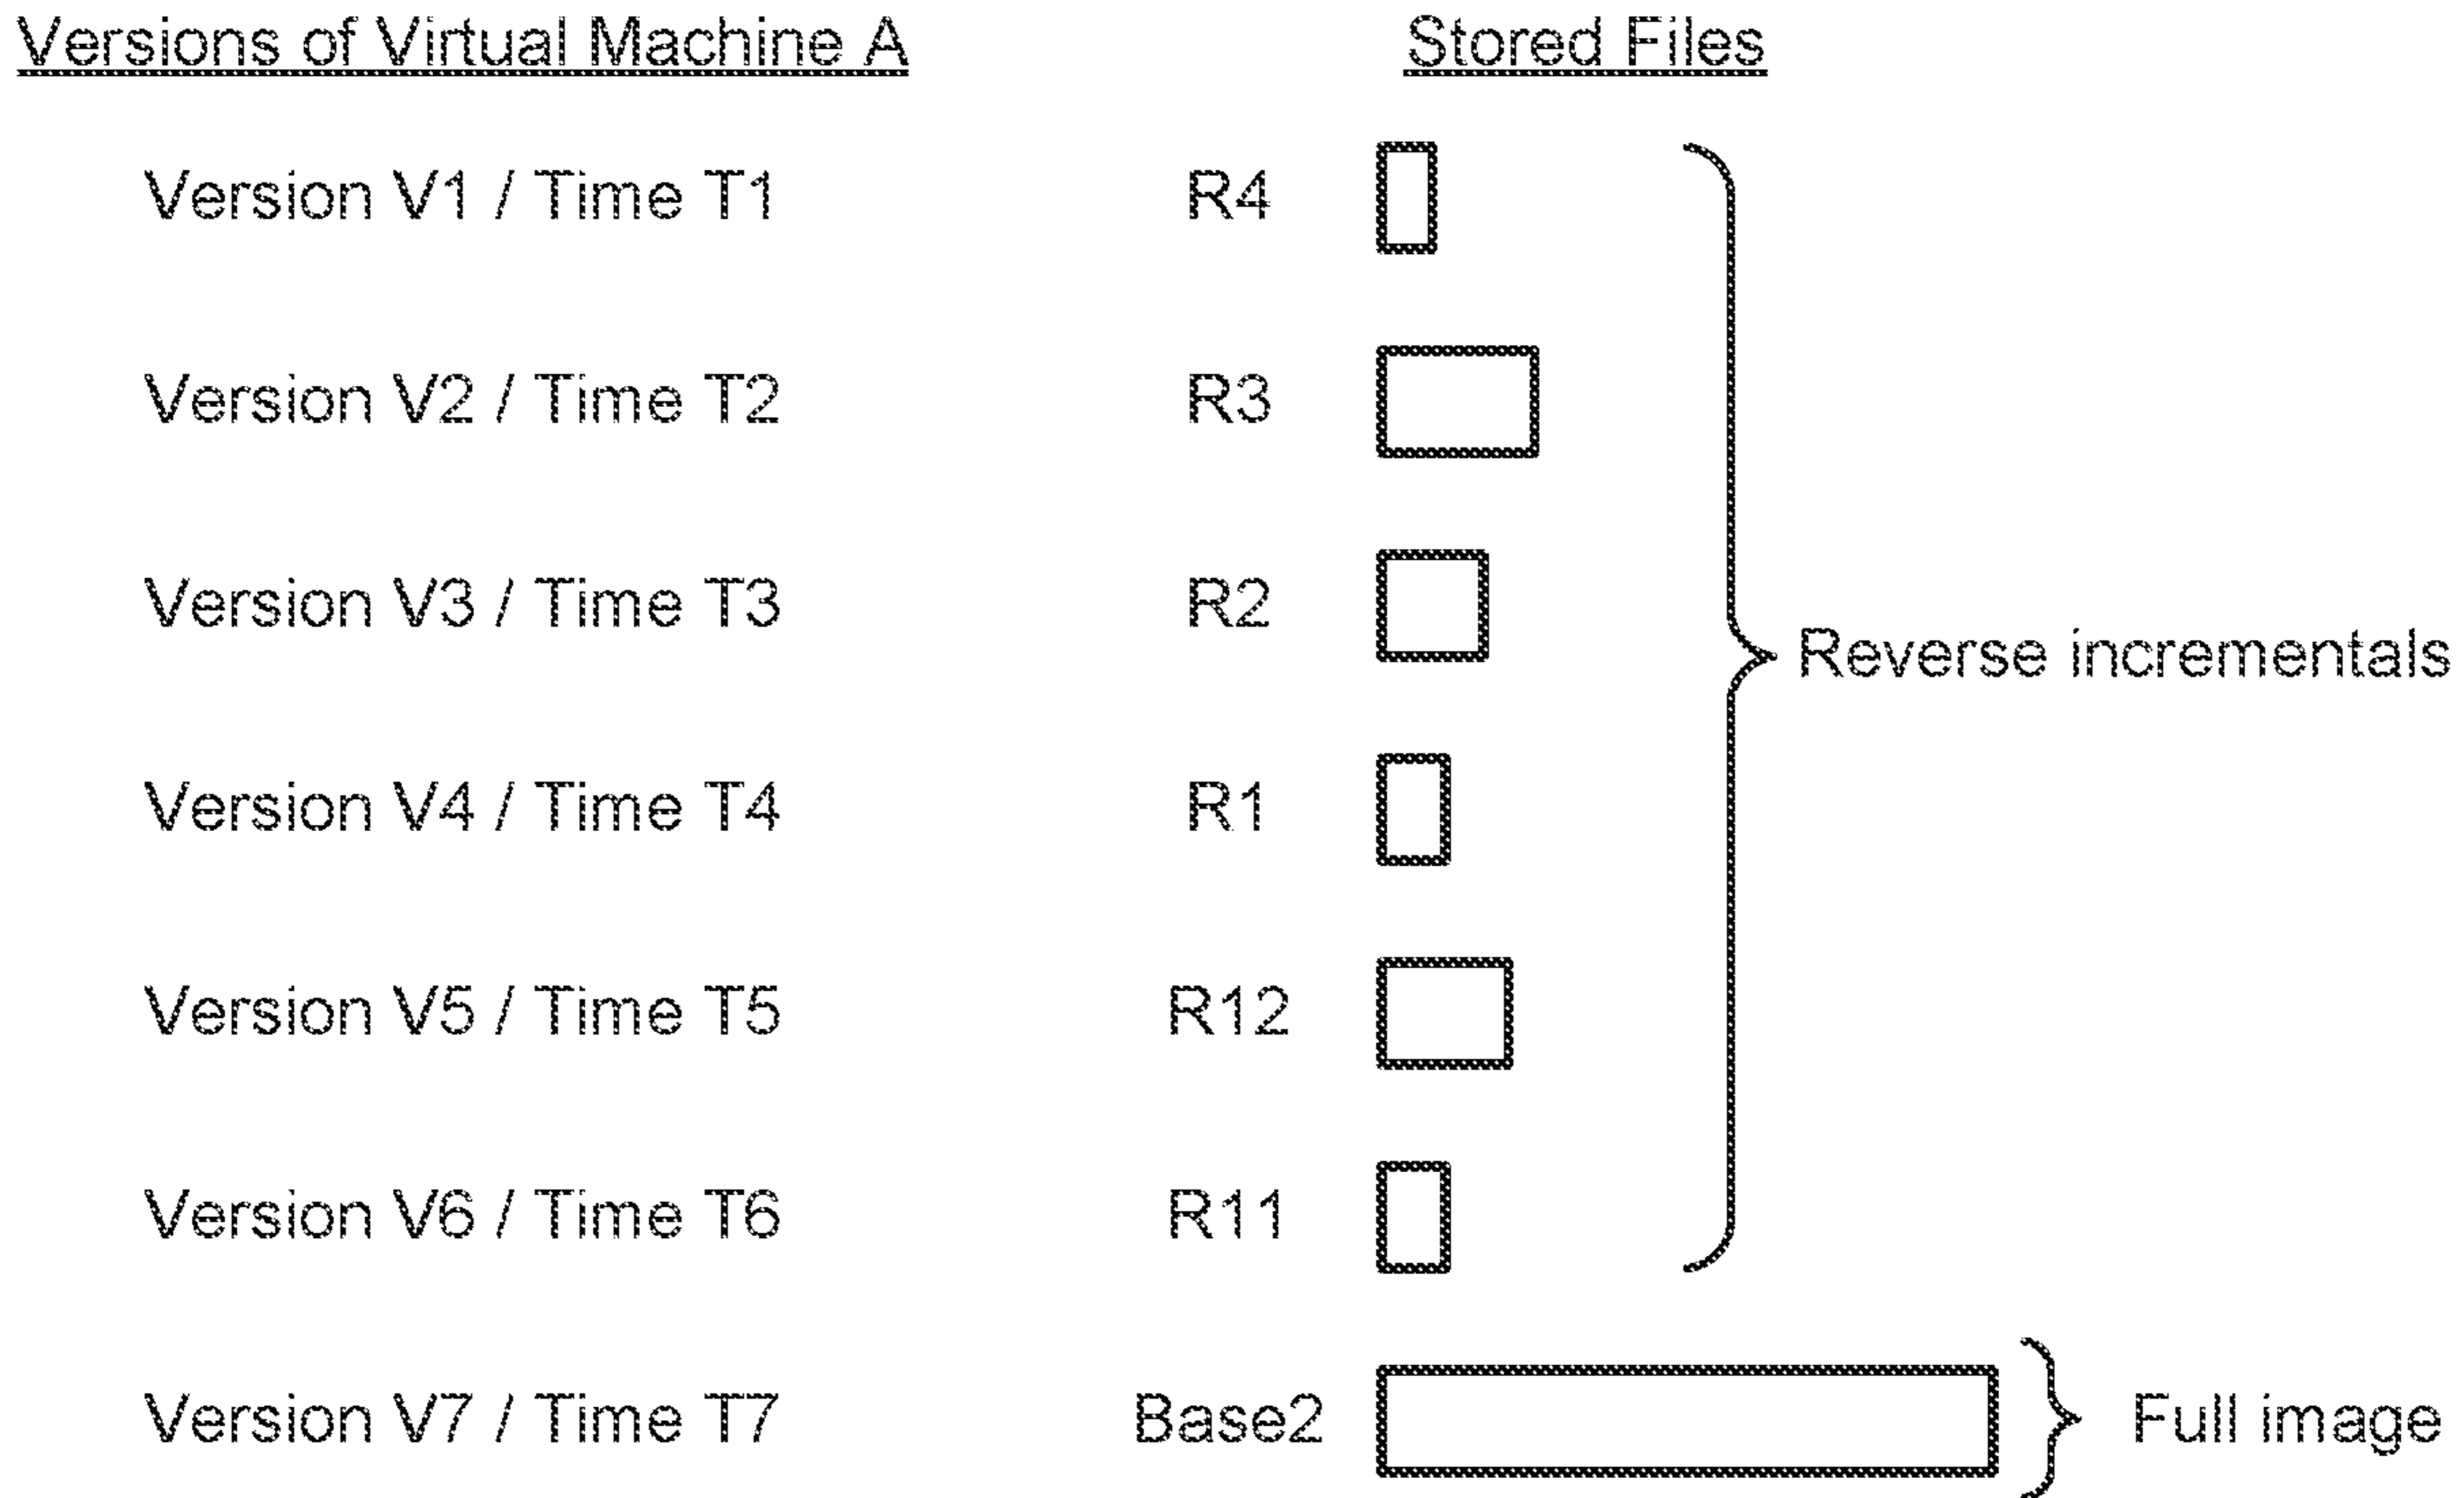 Versions of Virtual Machine A Stored Files
Version V1 / Time T1 R4
Version V2 / Time T2 R3
Version V3 / Time T3 R2
Reverse incrementals
Version V4 / Time T4 R1
Version V5 / Time T5 R12
Version V6 / Time T6 R11
Version V7 / Time T7 Base2 Full image